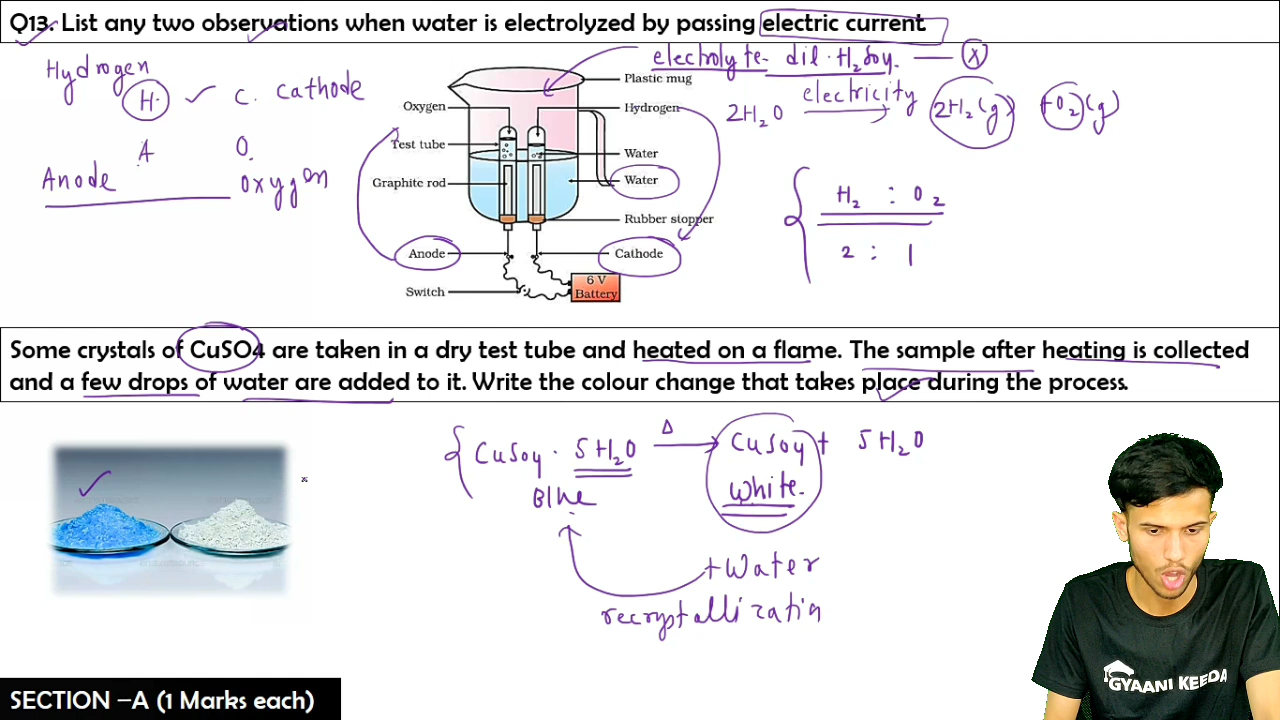 Q13. List any two observations when water is electrolyzed by passing electric current
Hydrogen
H. C. Cathode
A O.
Anode Oxygen
electrolyte- dil. H2SO4. — X
2H2O electricity 2H2(g) + O2(g)
H2 : O2
2 : 1
Plastic mug
Oxygen Hydrogen
Test tube Water
Graphite rod Water
Rubber stopper
Anode Cathode
Switch 6 V Battery
Some crystals of CuSO4 are taken in a dry test tube and heated on a flame. The sample after heating is collected
and a few drops of water are added to it. Write the colour change that takes place during the process.
CuSO4 . 5H2O Δ CuSO4 + 5H2O
Blue white.
+Water
recrystallization
GYAANI KEEDA
SECTION –A (1 Marks each)